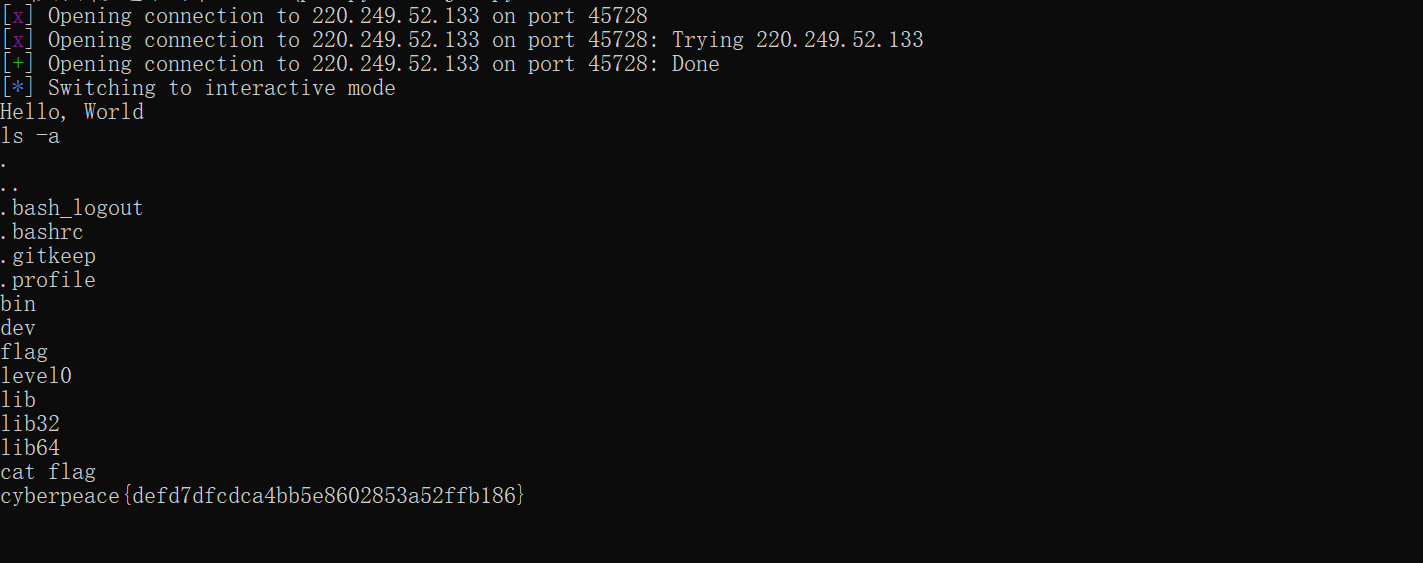 [x] Opening connection to 220.249.52.133 on port 45728
[x] Opening connection to 220.249.52.133 on port 45728: Trying 220.249.52.133
[+] Opening connection to 220.249.52.133 on port 45728: Done
[*] Switching to interactive mode
Hello, World
ls -a
.
..
.bash_logout
.bashrc
.gitkeep
.profile
bin
dev
flag
level0
lib
lib32
lib64
cat flag
cyberpeace{defd7dfcdca4bb5e8602853a52ffb186}